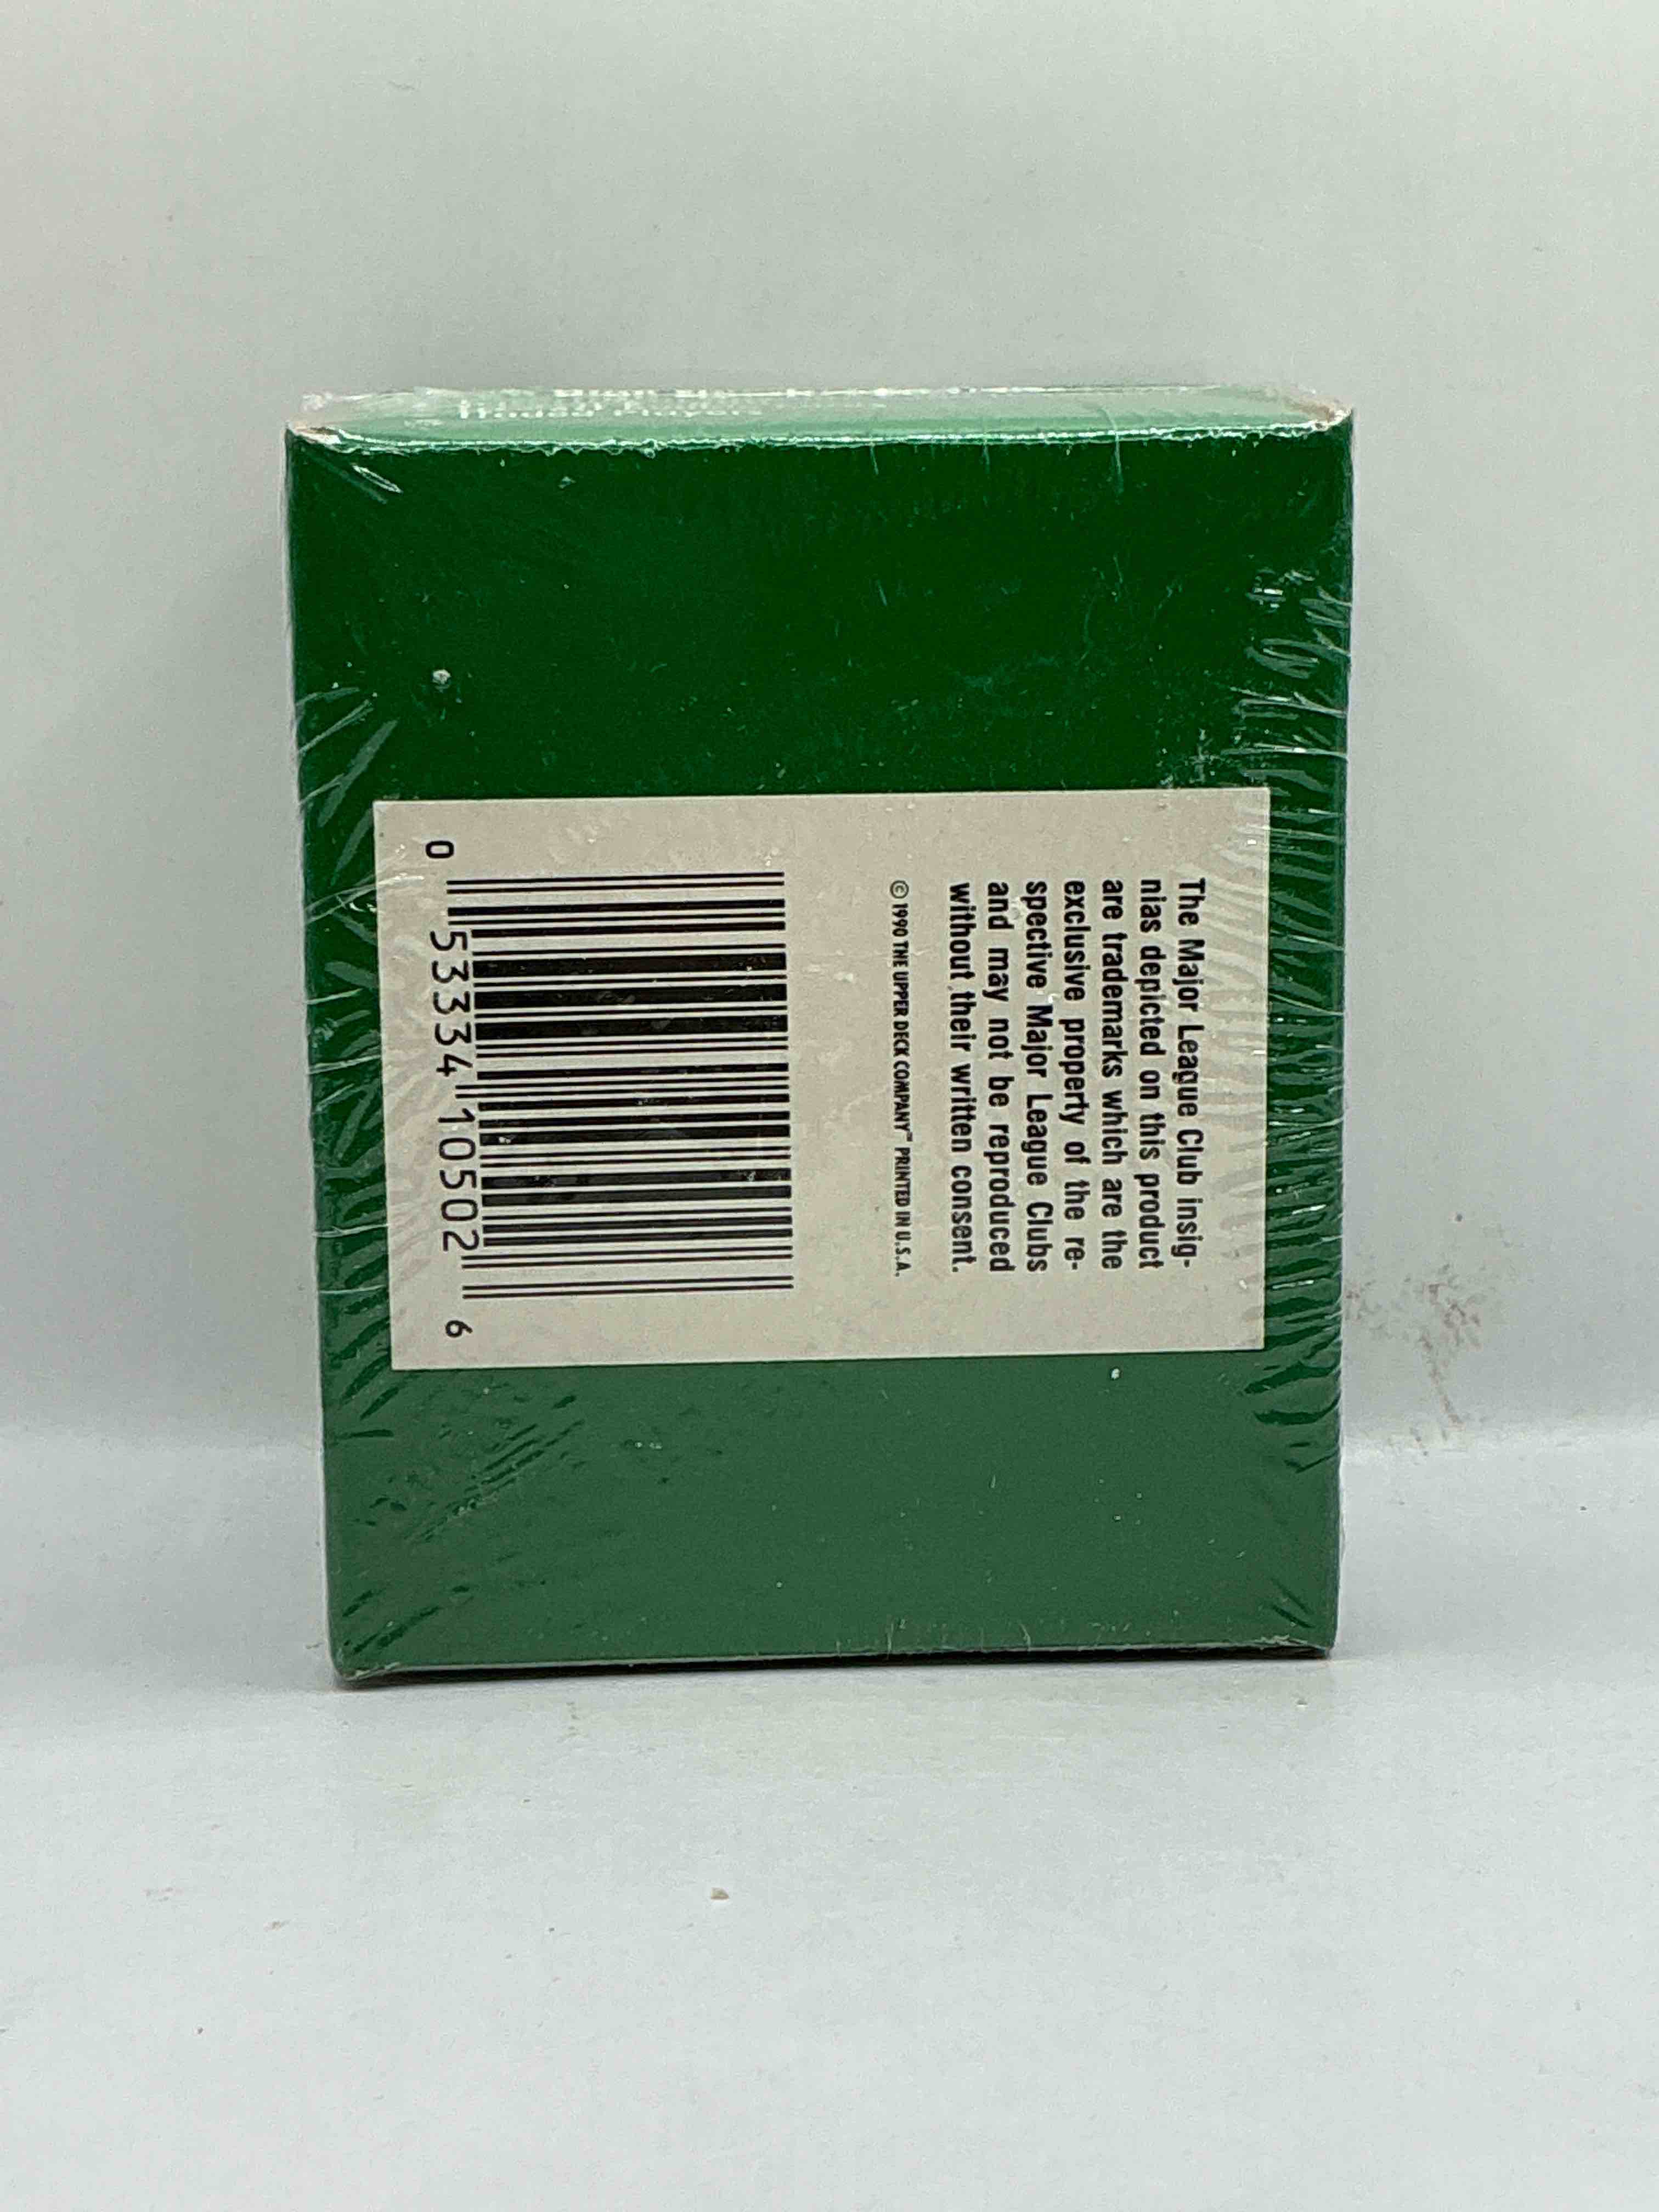 Traded Players
The Major League Club insig-
nias depicted on this product
are trademarks which are the
exclusive property of the re-
spective Major League Clubs
and may not be reproduced
without their written consent.
© 1990 THE UPPER DECK COMPANY™ PRINTED IN U.S.A.
0 53334 10502 6